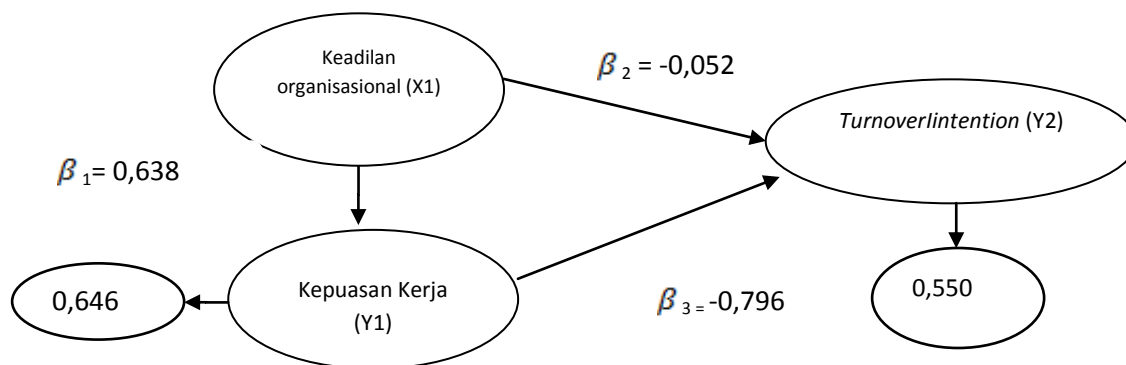 Keadilan
organisasional (X1)
β 2 = -0,052
Turnoverlintention (Y2)
β 1= 0,638
Kepuasan Kerja
(Y1)
0,646
β 3 = -0,796
0,550